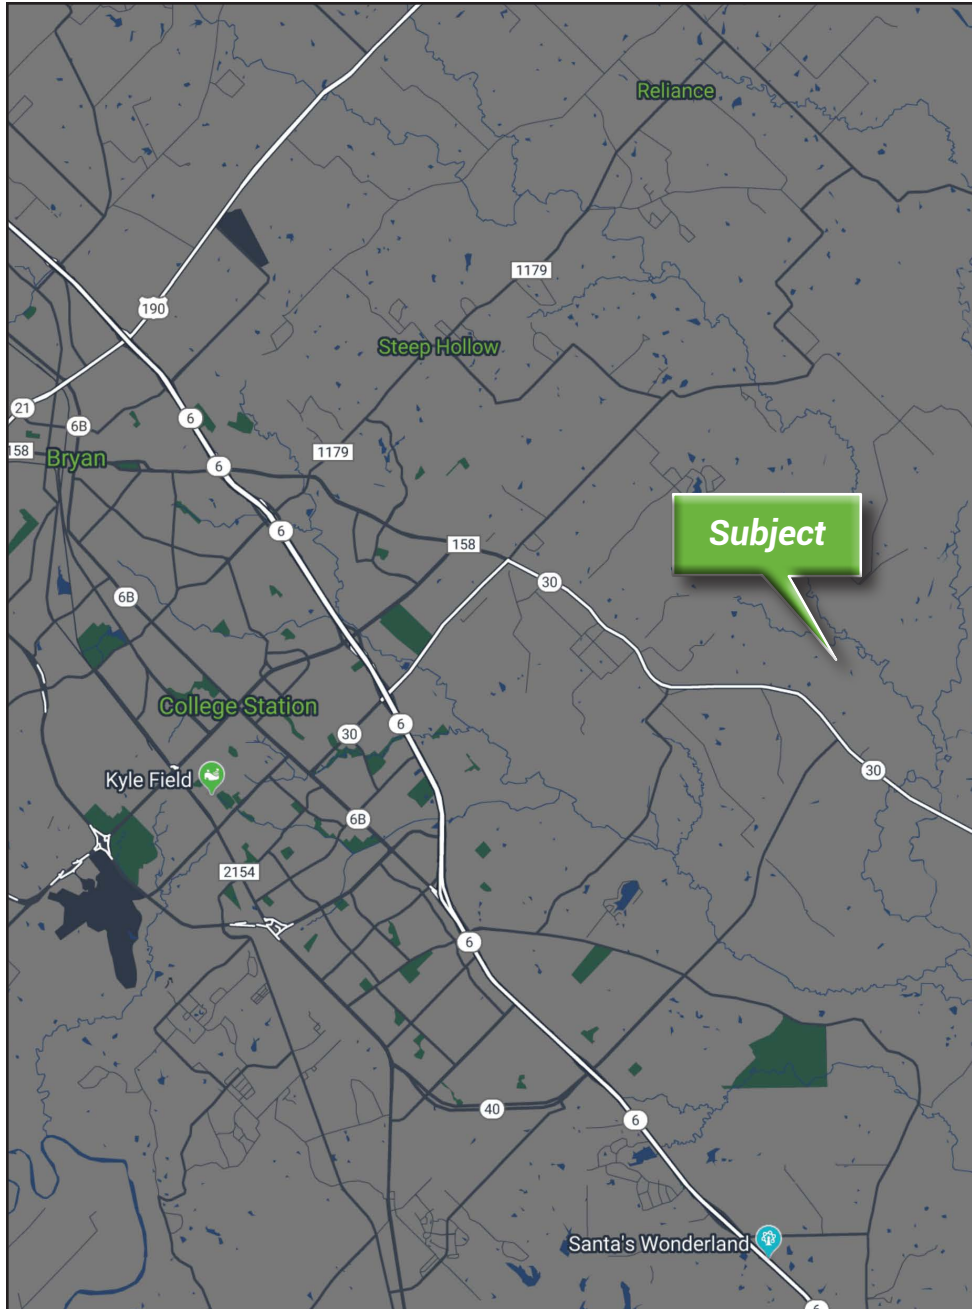 Reliance
1179
190
Steep Hollow
21
6B
6
158
Bryan
6
1179
Subject
6
158
30
6B
College Station
6
30
Kyle Field
30
6B
2154
6
40
6
Santa's Wonderland
6